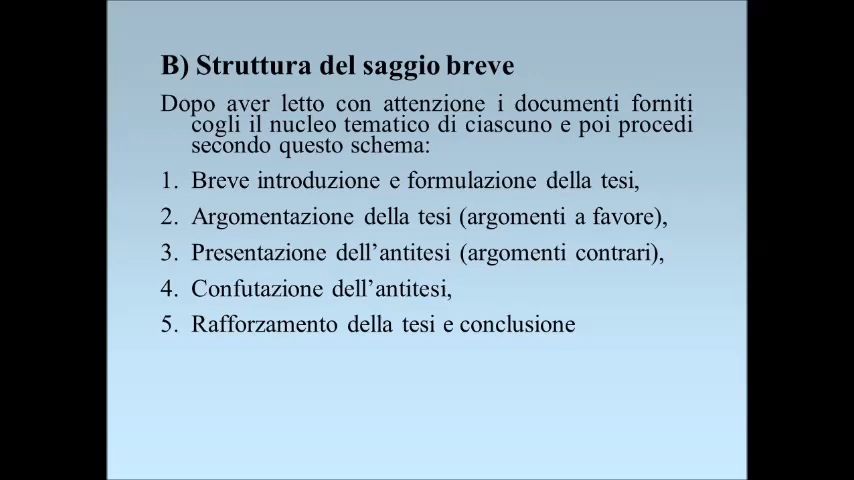 B) Struttura del saggio breve
Dopo aver letto con attenzione i documenti forniti
cogli il nucleo tematico di ciascuno e poi procedi
secondo questo schema:
1. Breve introduzione e formulazione della tesi,
2. Argomentazione della tesi (argomenti a favore),
3. Presentazione dell’antitesi (argomenti contrari),
4. Confutazione dell’antitesi,
5. Rafforzamento della tesi e conclusione